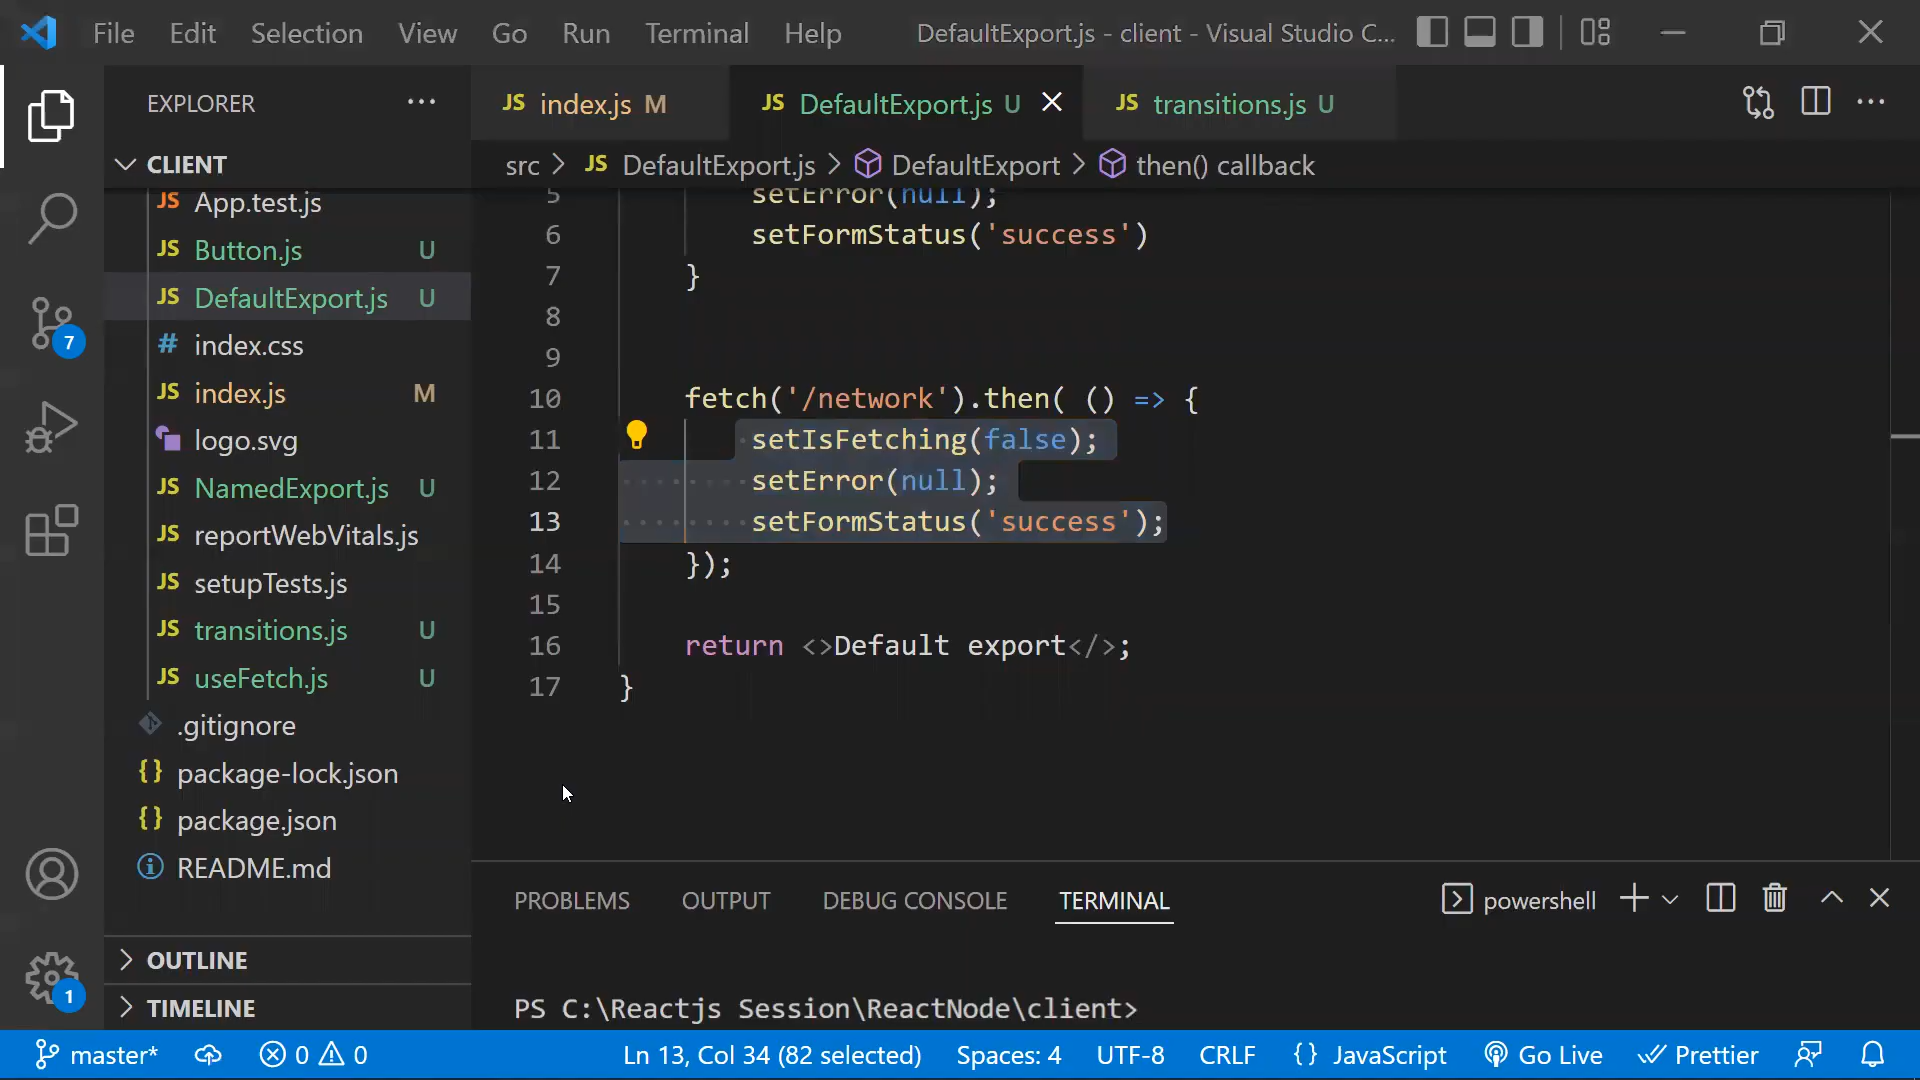 File Edit Selection View Go Run Terminal Help DefaultExport.js - client - Visual Studio C...
EXPLORER ...
JS index.js M JS DefaultExport.js U JS transitions.js U
CLIENT
src > JS DefaultExport.js > DefaultExport > then() callback
JS App.test.js
JS Button.js U
JS DefaultExport.js U
# index.css
JS index.js M
logo.svg
JS NamedExport.js U
JS reportWebVitals.js
JS setupTests.js
JS transitions.js U
JS useFetch.js U
.gitignore
{} package-lock.json
{} package.json
README.md
OUTLINE
TIMELINE
7
1
5 setError(null);
6 setFormStatus('success')
7 }
8
9
10 fetch('/network').then( () => {
11 setIsFetching(false);
12 setError(null);
13 setFormStatus('success');
14 });
15
16 return <>Default export</>;
17 }
PROBLEMS OUTPUT DEBUG CONSOLE TERMINAL powershell
PS C:\Reactjs Session\ReactNode\client>
master* 0 0 Ln 13, Col 34 (82 selected) Spaces: 4 UTF-8 CRLF {} JavaScript Go Live Prettier